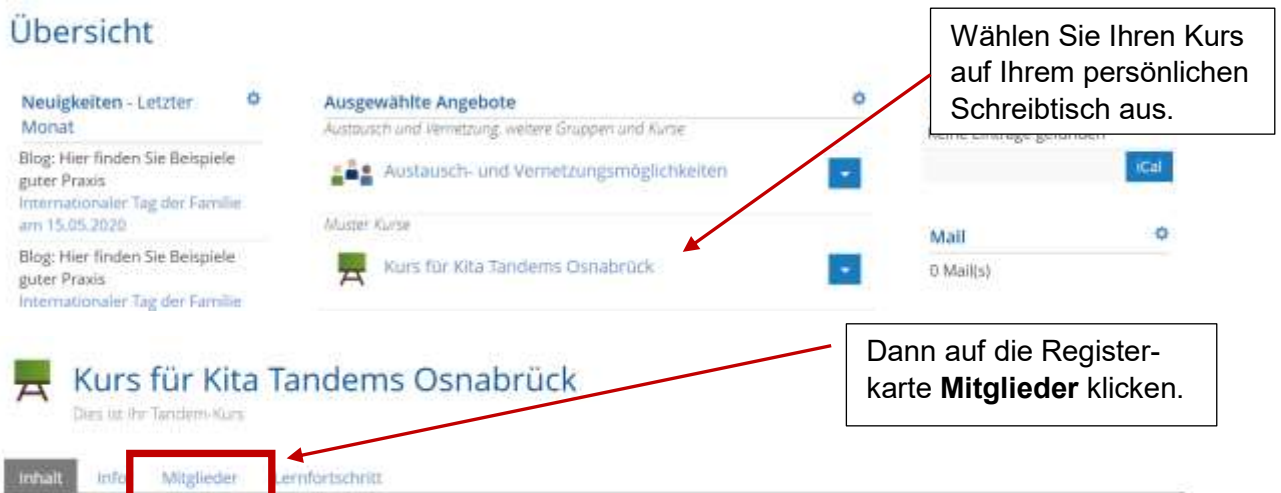 Übersicht
Wählen Sie Ihren Kurs
auf Ihrem persönlichen
Schreibtisch aus.
Neuigkeiten - Letzter
Monat
Blog: Hier finden Sie Beispiele
guter Praxis
Internationaler Tag der Familie
am 15.05.2020
Blog: Hier finden Sie Beispiele
guter Praxis
Internationaler Tag der Familie
Ausgewählte Angebote
Austausch und Vernetzung, weitere Gruppen und Kurse
Austausch- und Vernetzungsmöglichkeiten
Muster Kurse
Kurs für Kita Tandems Osnabrück
Keine Einträge gefunden
iCal
Mail
0 Mail(s)
Dann auf die Register-
karte Mitglieder klicken.
Kurs für Kita Tandems Osnabrück
Dies ist Ihr Tandem-Kurs
Inhalt Info Mitglieder Lernfortschritt